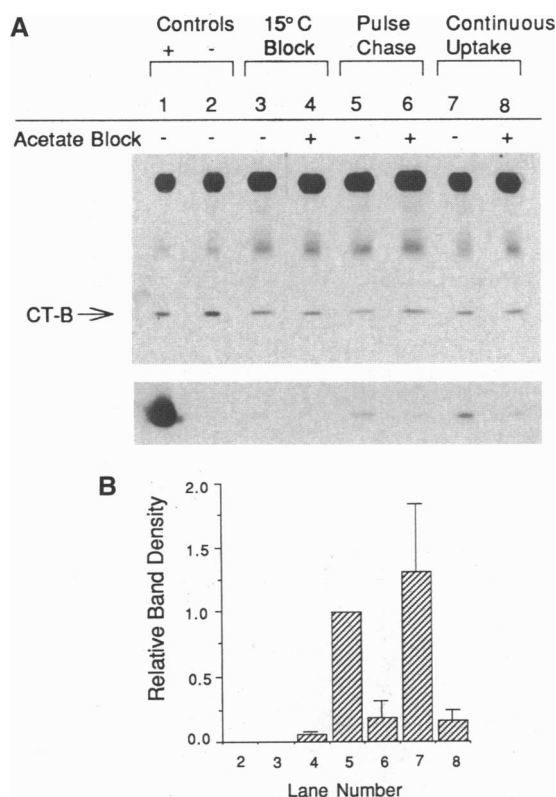 A
Controls 15°C Pulse Continuous
Block Chase Uptake
+ -
1 2 3 4 5 6 7 8
Acetate Block - - - + - + - +
CT-B
B
Relative Band Density
2.0
1.5
1.0
0.5
0.0
2 3 4 5 6 7 8
Lane Number